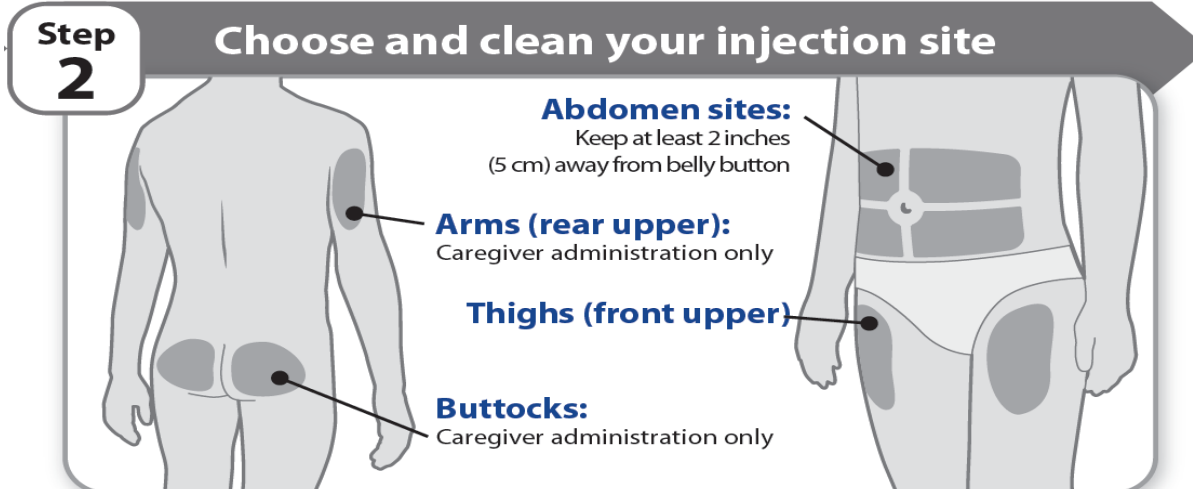 Step
2
Choose and clean your injection site
Abdomen sites:
Keep at least 2 inches
(5 cm) away from belly button
Arms (rear upper):
Caregiver administration only
Thighs (front upper)
Buttocks:
Caregiver administration only